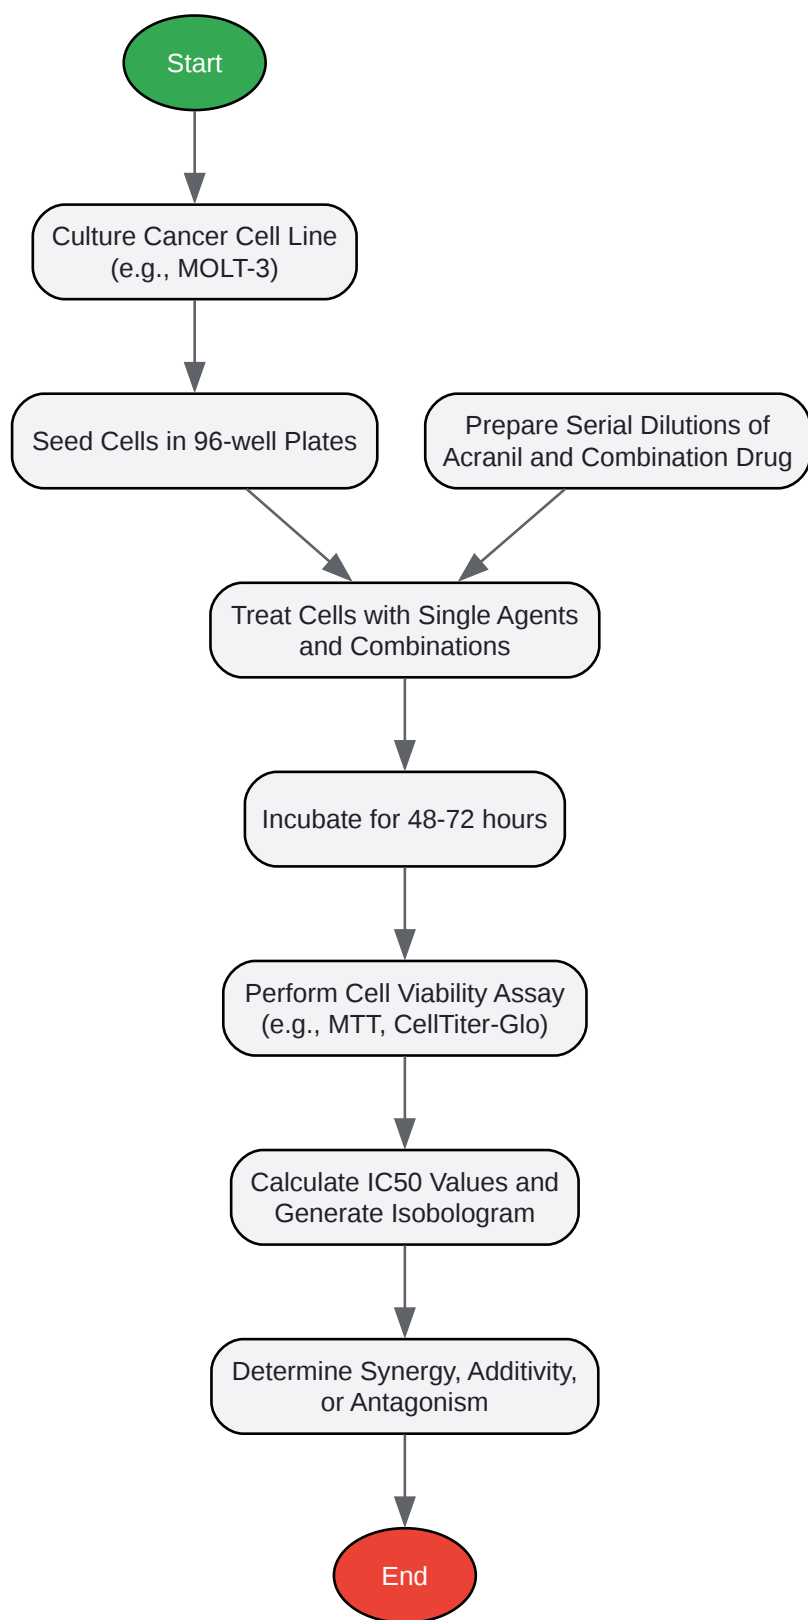 Start
Culture Cancer Cell Line
(e.g., MOLT-3)
Seed Cells in 96-well Plates
Prepare Serial Dilutions of
Acranil and Combination Drug
Treat Cells with Single Agents
and Combinations
Incubate for 48-72 hours
Perform Cell Viability Assay
(e.g., MTT, CellTiter-Glo)
Calculate IC50 Values and
Generate Isobologram
Determine Synergy, Additivity,
or Antagonism
End